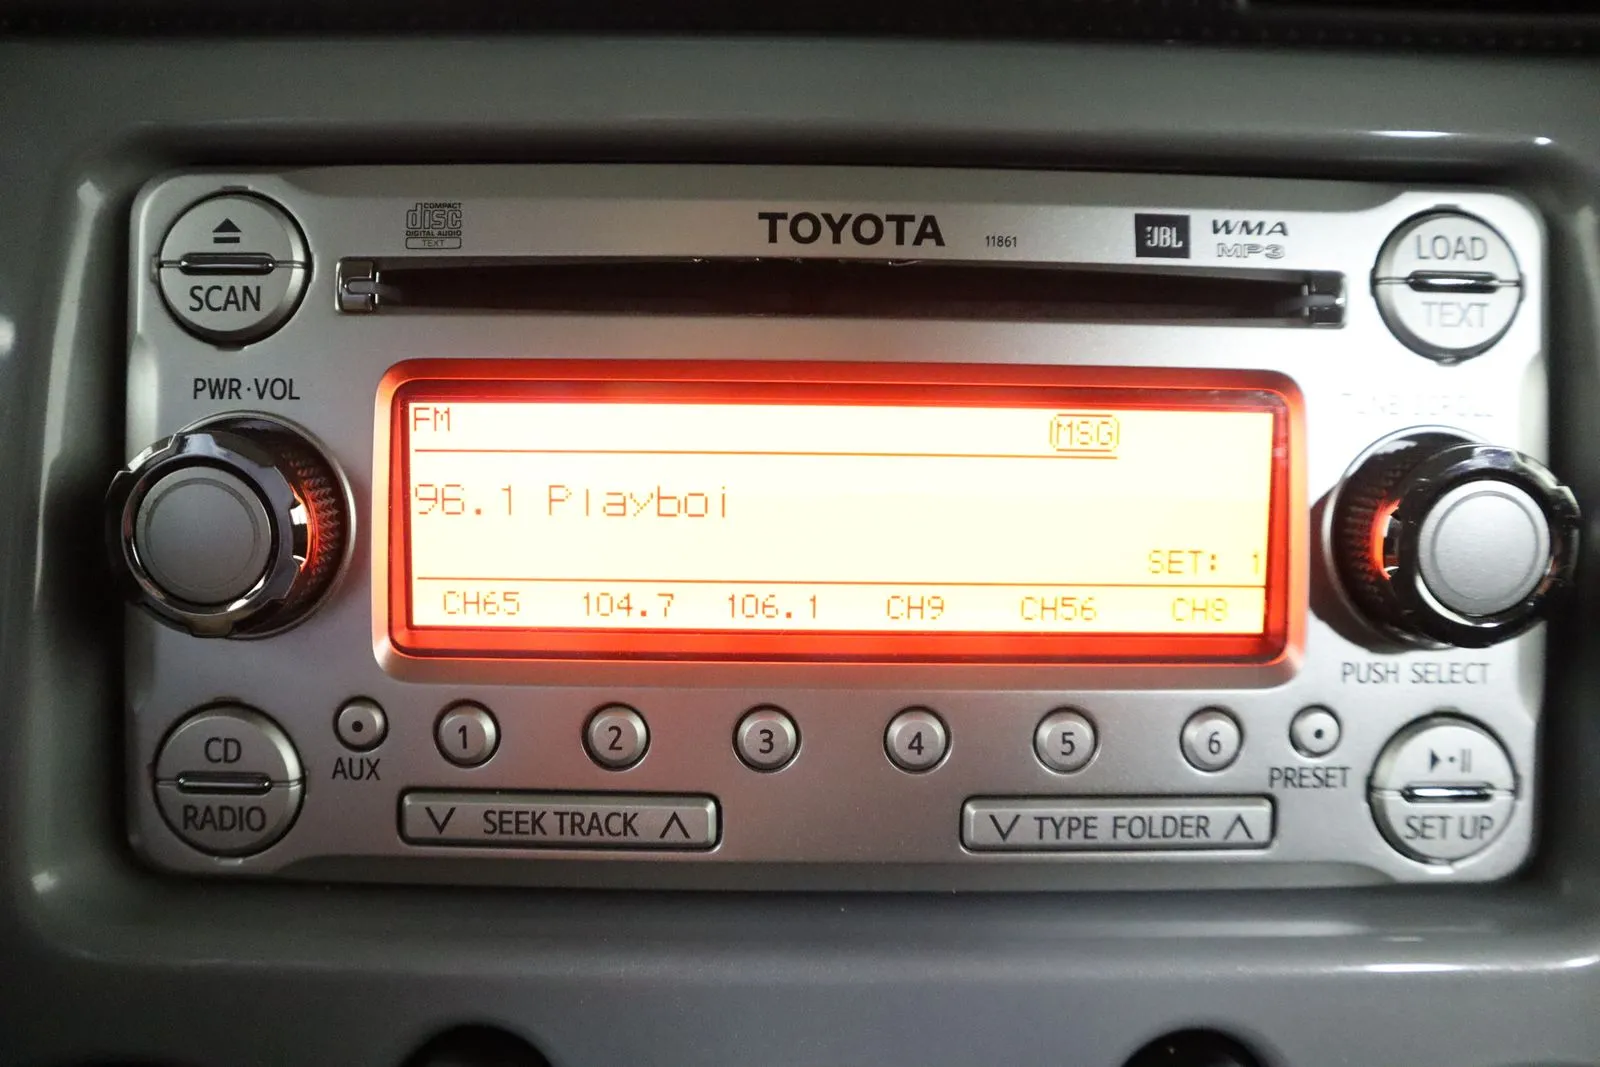 COMPACT
disc
DIGITAL AUDIO
TEXT
TOYOTA
11861
JBL
WMA
MP3
LOAD
TEXT
SCAN
PWR·VOL
TUNE·SCROLL
FM
MSG
96.1 Playboi
SET: 1
CH65 104.7 106.1 CH9 CH56 CH8
PUSH SELECT
CD
RADIO
AUX
1 2 3 4 5 6
PRESET
SET UP
∨ SEEK TRACK ∧
∨ TYPE FOLDER ∧